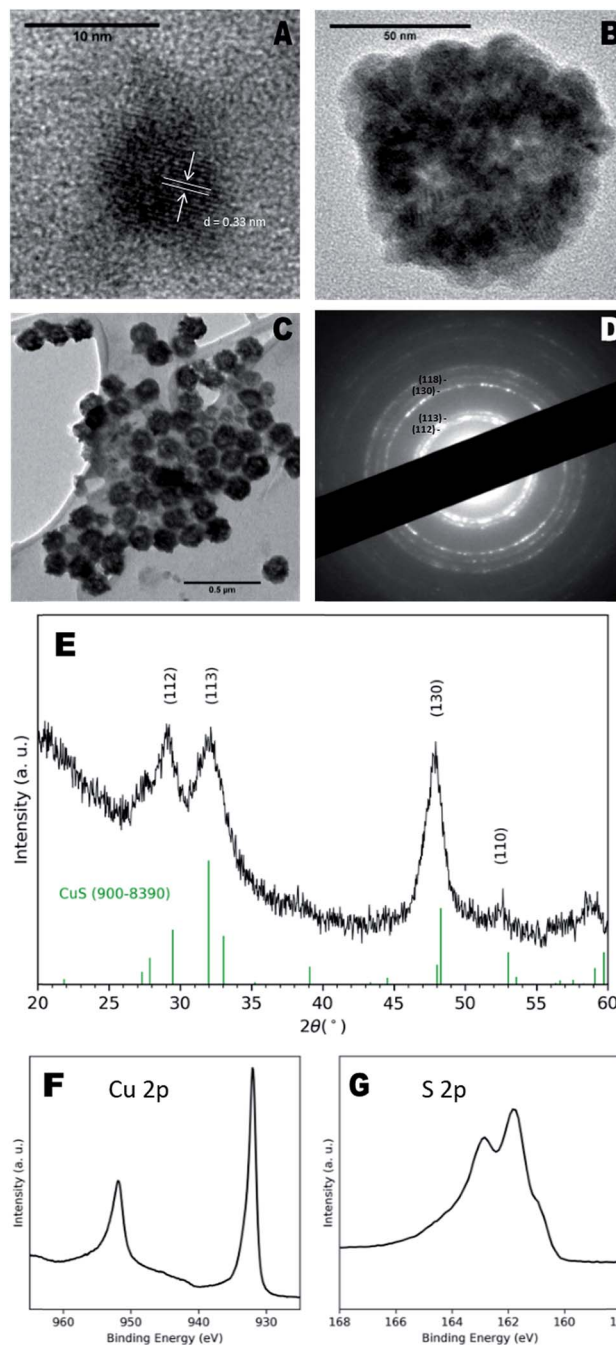 10 nm
A
d = 0.33 nm
50 nm
B
C
0.5 µm
D
(118)-
(130)-
(113)-
(112)-
E
(112)
(113)
(130)
(110)
Intensity (a. u.)
CuS (900-8390)
20 25 30 35 40 45 50 55 60
2θ(°)
F
Cu 2p
Intensity (a. u.)
960 950 940 930
Binding Energy (eV)
G
S 2p
Intensity (a. u.)
168 166 164 162 160
Binding Energy (eV)